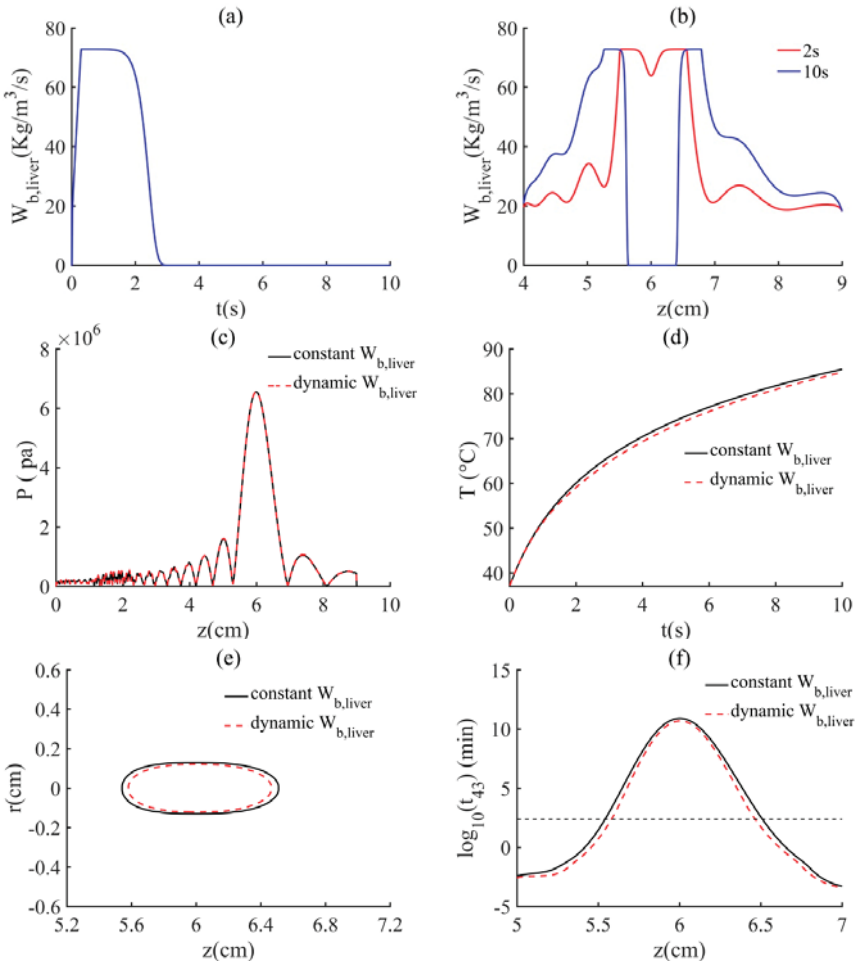 (a)
80
60
40
20
0
0 2 4 6 8 10
W_b,liver(Kg/m^3/s)
t(s)
(b)
80
60
40
20
0
4 5 6 7 8 9
W_b,liver(Kg/m^3/s)
z(cm)
2s
10s
(c)
×10^6
8
6
4
2
0
0 2 4 6 8 10
P ( pa)
z(cm)
constant W_b,liver
dynamic W_b,liver
(d)
90
80
70
60
50
40
0 2 4 6 8 10
T (°C)
t(s)
constant W_b,liver
dynamic W_b,liver
(e)
0.6
0.4
0.2
0
-0.2
-0.4
-0.6
5.2 5.6 6 6.4 6.8 7.2
r(cm)
z(cm)
constant W_b,liver
dynamic W_b,liver
(f)
15
10
5
0
-5
5 5.5 6 6.5 7
log_10(t_43) (min)
z(cm)
constant W_b,liver
dynamic W_b,liver